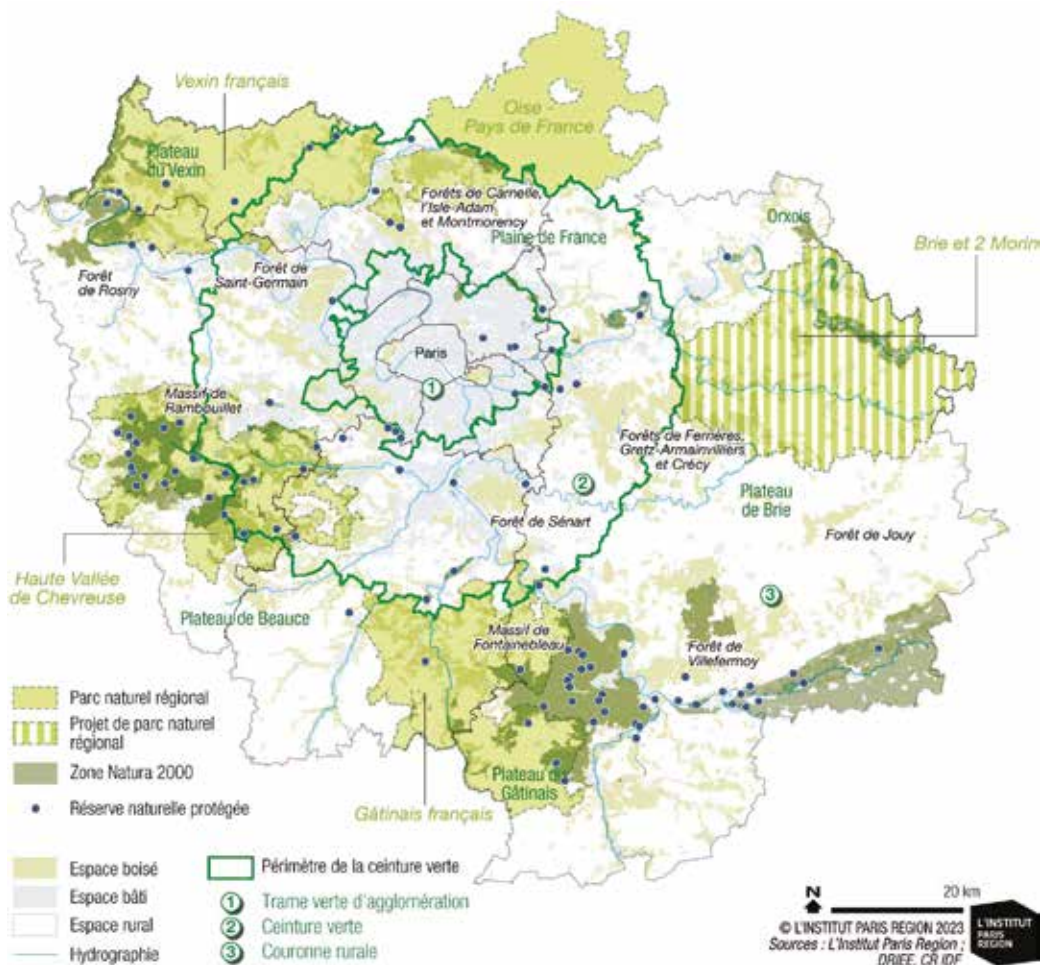 Vexin français
Oise -
Pays de France
Plateau
du Vexin
Forêts de Carnelle,
l'Isle-Adam
et Montmorency
Plaine de France
Orxois
Brie et 2 Morin
Forêt
de Rosny
Forêt de
Saint-Germain
Paris
1
Massif de
Rambouillet
Forêts de Ferrières,
Gretz-Armainvilliers
et Crécy
2
Plateau
de Brie
Forêt de Sénart
Forêt de Jouy
Haute Vallée
de Chevreuse
Plateau de Beauce
3
Massif de
Fontainebleau
Forêt de
Villefermoy
Plateau du
Gâtinais
Gâtinais français
Parc naturel régional
Projet de parc naturel
régional
Zone Natura 2000
Réserve naturelle protégée
Espace boisé
Espace bâti
Espace rural
Hydrographie
Périmètre de la ceinture verte
1 Trame verte d'agglomération
2 Ceinture verte
3 Couronne rurale
N
20 km
© L'INSTITUT PARIS REGION 2023
Sources : L'Institut Paris Region ;
DRIEE, CR IDF
L'INSTITUT
PARIS
REGION